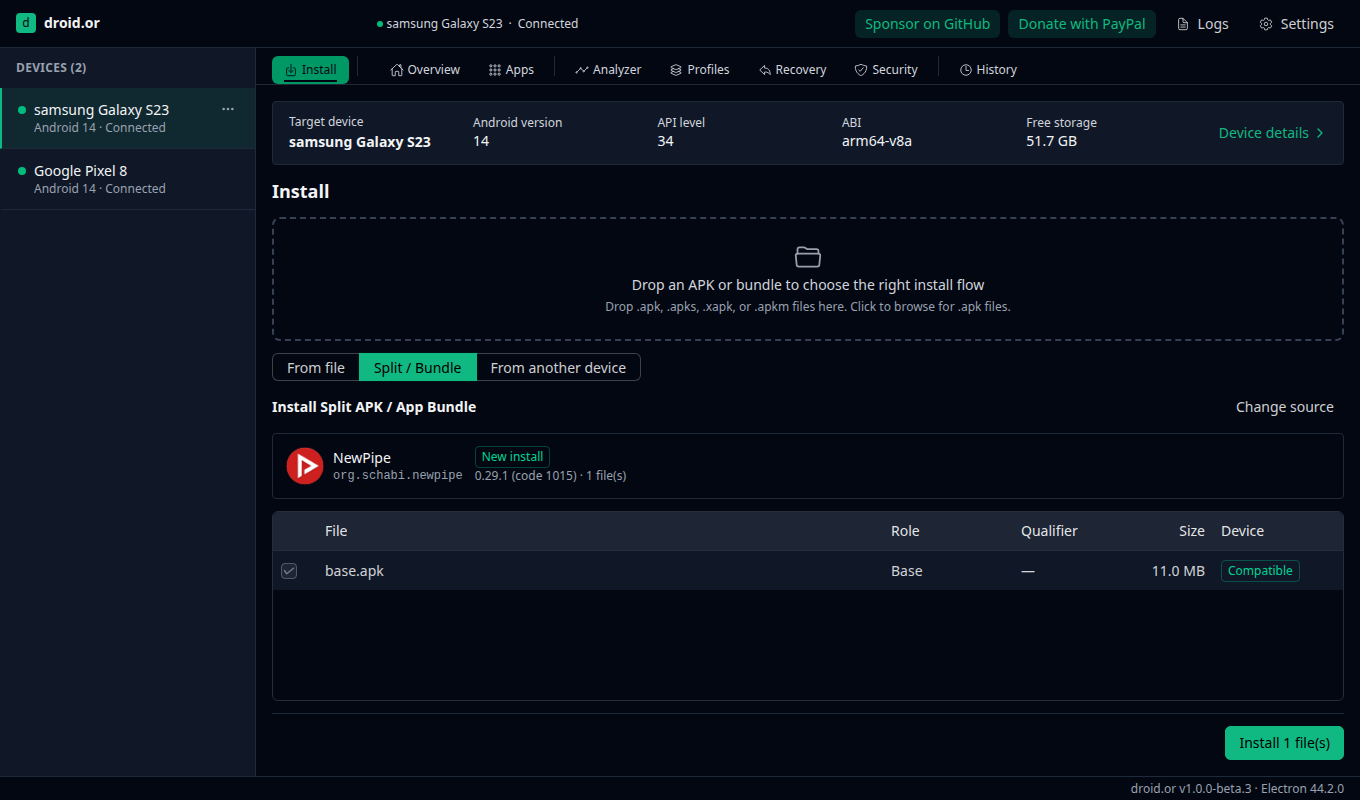 d droid.or
samsung Galaxy S23 · Connected
Sponsor on GitHub
Donate with PayPal
Logs
Settings
DEVICES (2)
samsung Galaxy S23
Android 14 · Connected
Google Pixel 8
Android 14 · Connected
Install
Overview
Apps
Analyzer
Profiles
Recovery
Security
History
Target device
samsung Galaxy S23
Android version
14
API level
34
ABI
arm64-v8a
Free storage
51.7 GB
Device details
Install
Drop an APK or bundle to choose the right install flow
Drop .apk, .apks, .xapk, or .apkm files here. Click to browse for .apk files.
From file
Split / Bundle
From another device
Install Split APK / App Bundle
Change source
NewPipe
org.schabi.newpipe
New install
0.29.1 (code 1015) · 1 file(s)
File Role Qualifier Size Device
base.apk Base — 11.0 MB Compatible
Install 1 file(s)
droid.or v1.0.0-beta.3 · Electron 44.2.0